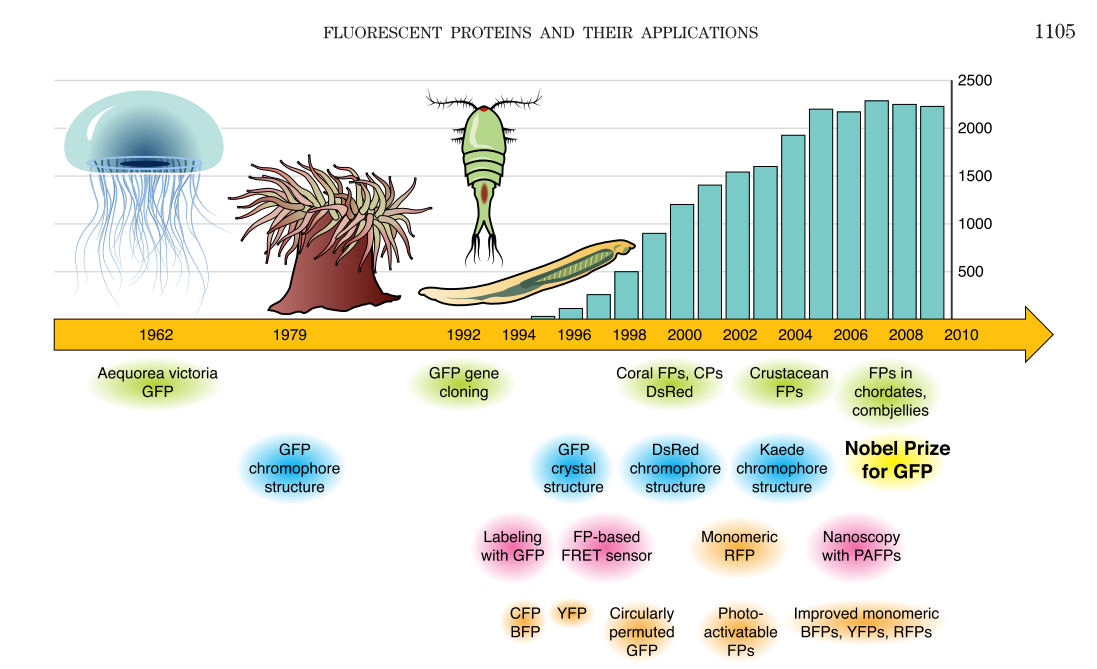 FLUORESCENT PROTEINS AND THEIR APPLICATIONS
1105
2500
2000
1500
1000
500
1962 1979 1992 1994 1996 1998 2000 2002 2004 2006 2008 2010
Aequorea victoria
GFP
GFP gene
cloning
Coral FPs, CPs
DsRed
Crustacean
FPs
FPs in
chordates,
combjellies
GFP
chromophore
structure
GFP
crystal
structure
DsRed
chromophore
structure
Kaede
chromophore
structure
Nobel Prize
for GFP
Labeling
with GFP
FP-based
FRET sensor
Monomeric
RFP
Nanoscopy
with PAFPs
CFP
BFP
YFP
Circularly
permuted
GFP
Photo-
activatable
FPs
Improved monomeric
BFPs, YFPs, RFPs